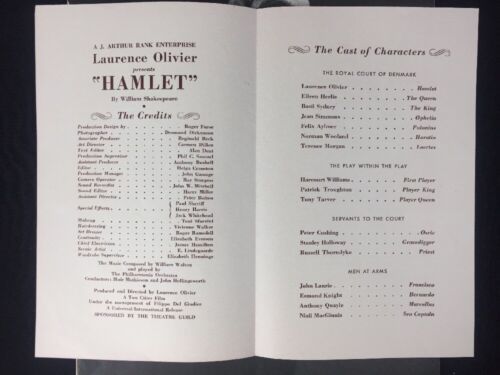 A J. ARTHUR RANK ENTERPRISE
Laurence Olivier
presents
"HAMLET"
By William Shakespeare
The Credits
Production Design by Roger Furse
Photographer Desmond Dickinson
Associate Producer Reginald Beck
Art Director Carmen Dillon
Text Editor Alan Dent
Production Supervisor Phil C. Samuel
Assistant Producer Anthony Bushell
Editor Helga Cranston
Production Manager John Gossage
Camera Operator Ray Sturgess
Sound Recordist John W. Mitchell
Sound Editor Harry Miller
Assistant Director Peter Bolton
Special Effects Paul Sheriff
Henry Harris
Jack Whitehead
Makeup Toni Sforzini
Hairdressing Vivienne Walker
Set Dresser Roger Ramsdell
Continuity Elizabeth Everson
Chief Electrician James Hamilton
Scenic Artist E. Lindegaarde
Wardrobe Supervisor Elizabeth Hennings
The Music Composed by William Walton
and played by
The Philharmonia Orchestra
Conductors: Muir Mathieson and John Hollingsworth
Produced and Directed by Laurence Olivier
A Two Cities Film
Under the management of Filippo Del Giudice
A Universal-International Release
SPONSORED BY THE THEATRE GUILD
The Cast of Characters
THE ROYAL COURT OF DENMARK
Laurence Olivier Hamlet
Eileen Herlie The Queen
Basil Sydney The King
Jean Simmons Ophelia
Felix Aylmer Polonius
Norman Wooland Horatio
Terence Morgan Laertes
THE PLAY WITHIN THE PLAY
Harcourt Williams First Player
Patrick Troughton Player King
Tony Tarver Player Queen
SERVANTS TO THE COURT
Peter Cushing Osric
Stanley Holloway Gravedigger
Russell Thorndyke Priest
MEN AT ARMS
John Laurie Francisco
Esmond Knight Bernardo
Anthony Quayle Marcellus
Niall MacGinnis Sea Captain